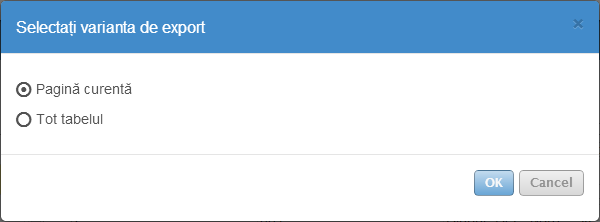 Selectați varianta de export
×
Pagină curentă
Tot tabelul
OK Cancel